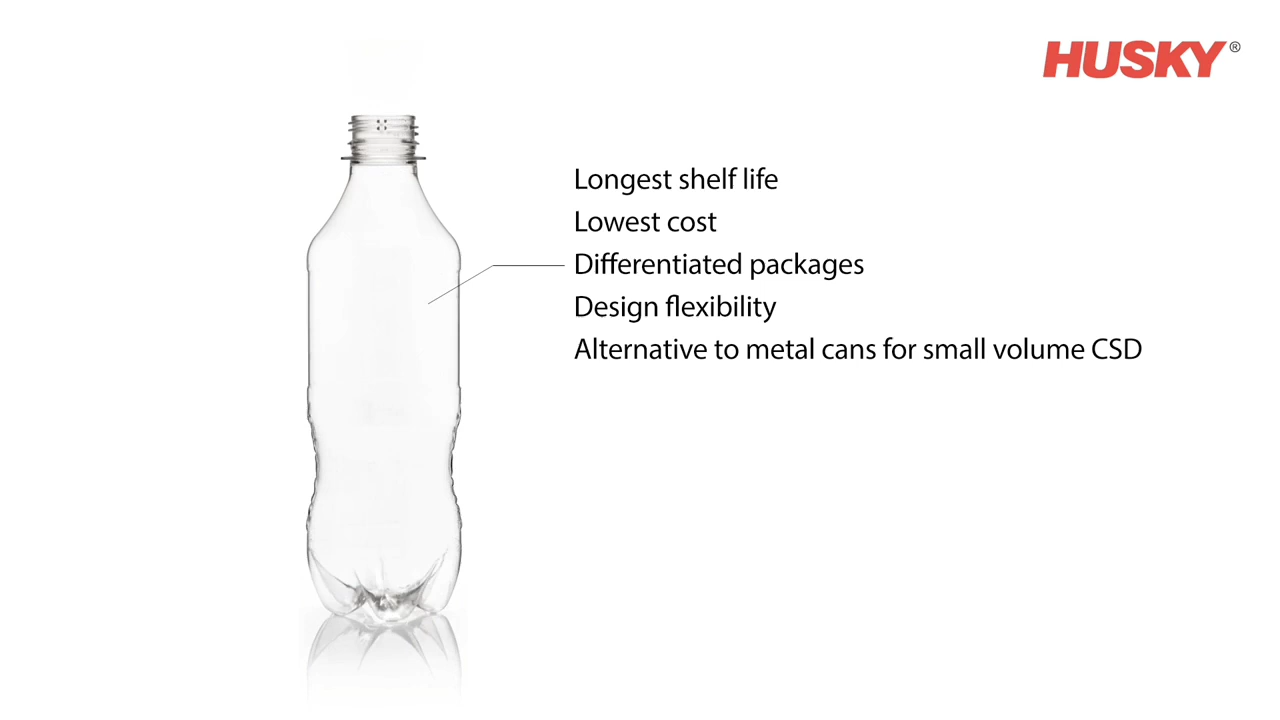 HUSKY®
Longest shelf life
Lowest cost
Differentiated packages
Design flexibility
Alternative to metal cans for small volume CSD